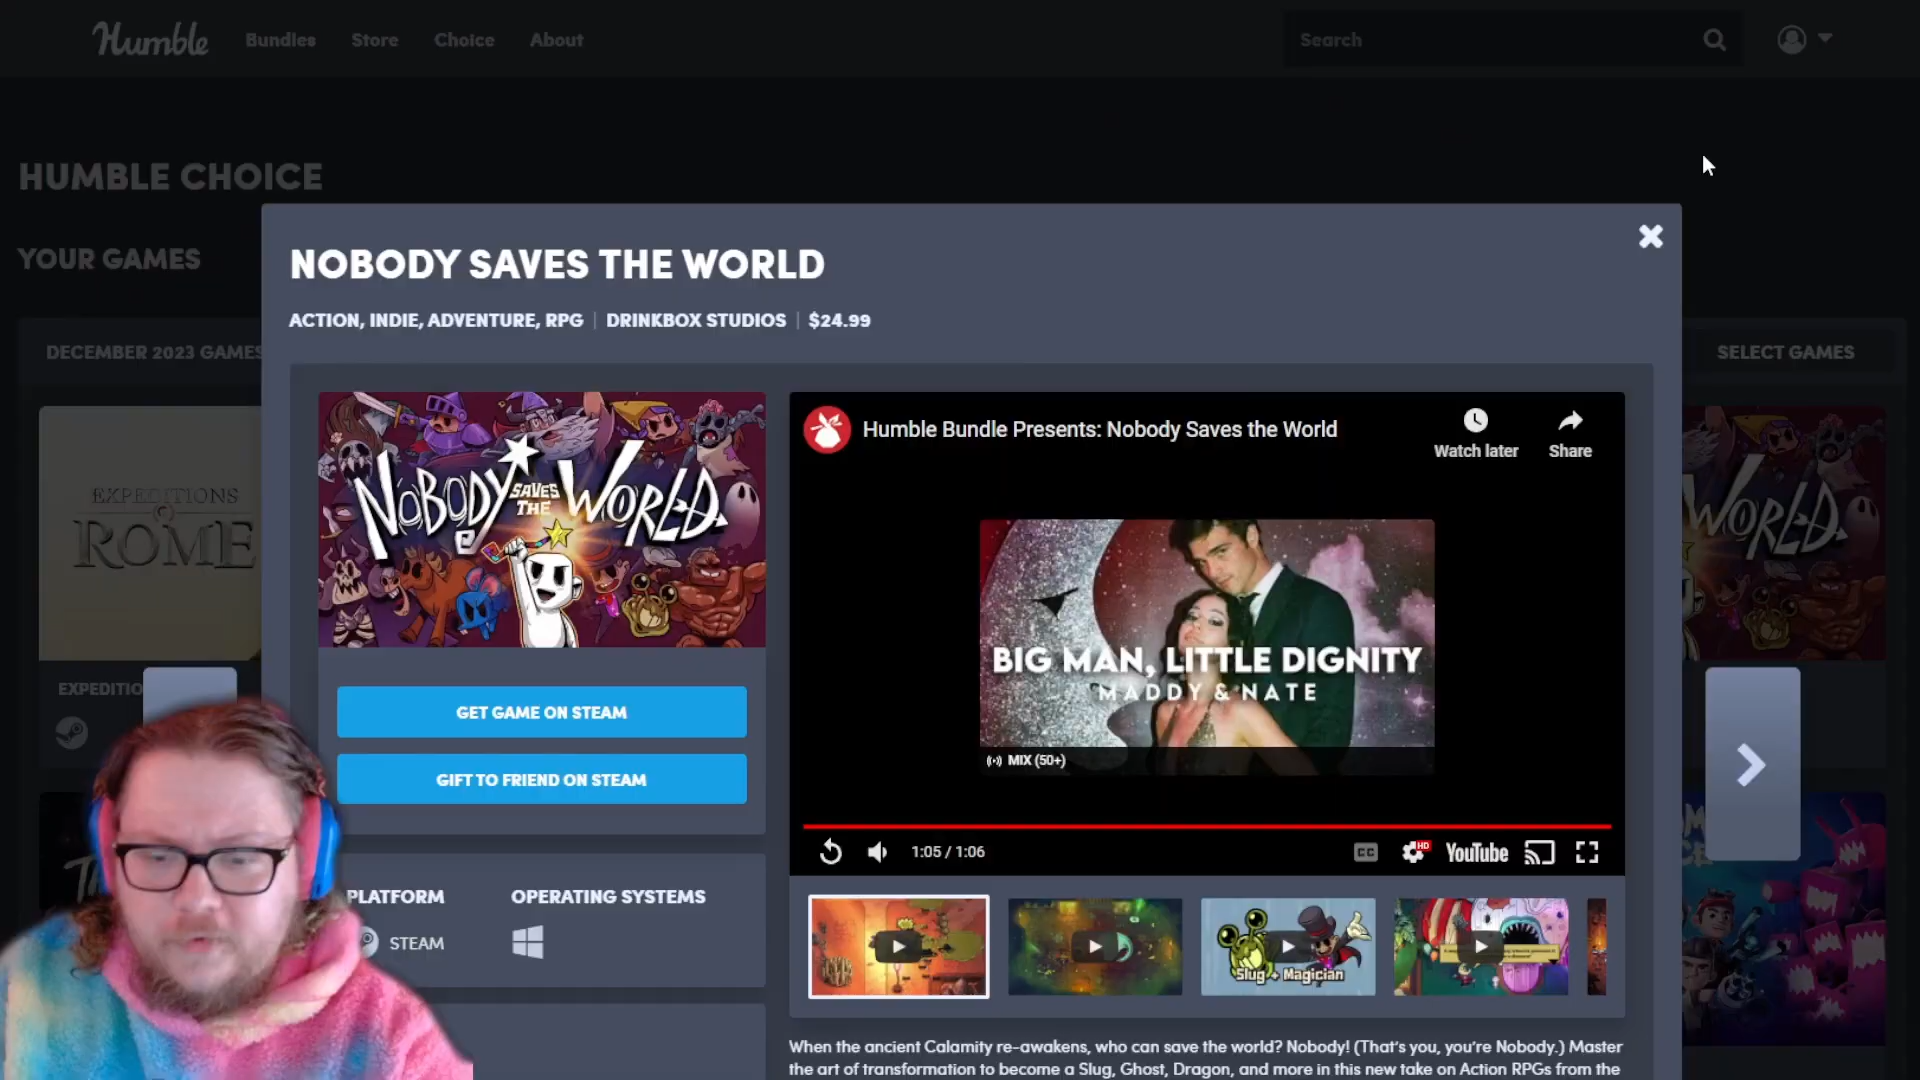 Humble Bundles Store Choice About Search
HUMBLE CHOICE
YOUR GAMES
DECEMBER 2023 GAMES
SELECT GAMES
NOBODY SAVES THE WORLD
ACTION, INDIE, ADVENTURE, RPG | DRINKBOX STUDIOS | $24.99
EXPEDITIONS
ROME
NOBODY SAVES THE WORLD
Humble Bundle Presents: Nobody Saves the World
Watch later
Share
BIG MAN, LITTLE DIGNITY
MADDY & NATE
MIX (50+)
WORLD
EXPEDITIO
GET GAME ON STEAM
GIFT TO FRIEND ON STEAM
1:05 / 1:06
CC
HD
YouTube
PLATFORM
OPERATING SYSTEMS
STEAM
Slug + Magician
When the ancient Calamity re-awakens, who can save the world? Nobody! (That's you, you're Nobody.) Master
the art of transformation to become a Slug, Ghost, Dragon, and more in this new take on Action RPGs from the